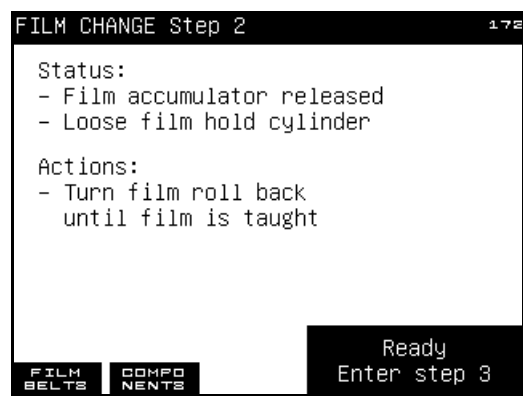 FILM CHANGE Step 2
172
Status:
- Film accumulator released
- Loose film hold cylinder
Actions:
- Turn film roll back
until film is taught
Ready
Enter step 3
FILM
BELTS
COMPO
NENTS